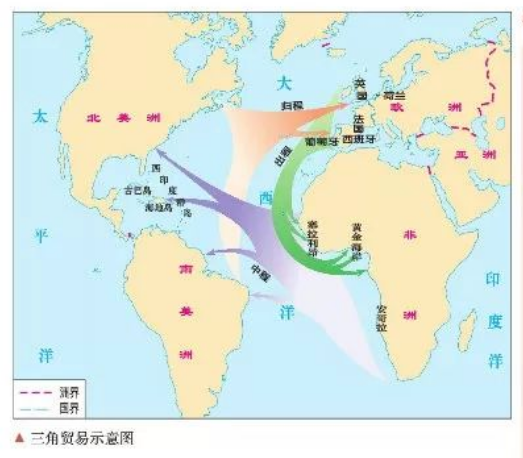 大
太
平
洋
北美洲
归程
英国
荷兰
欧洲
法国
葡萄牙
西班牙
亚洲
出程
西
洋
西印度群岛
古巴岛
海地岛
塞拉利昂
黄金海岸
非洲
中程
南美洲
安哥拉
印度洋
洲界
国界
▲ 三角贸易示意图